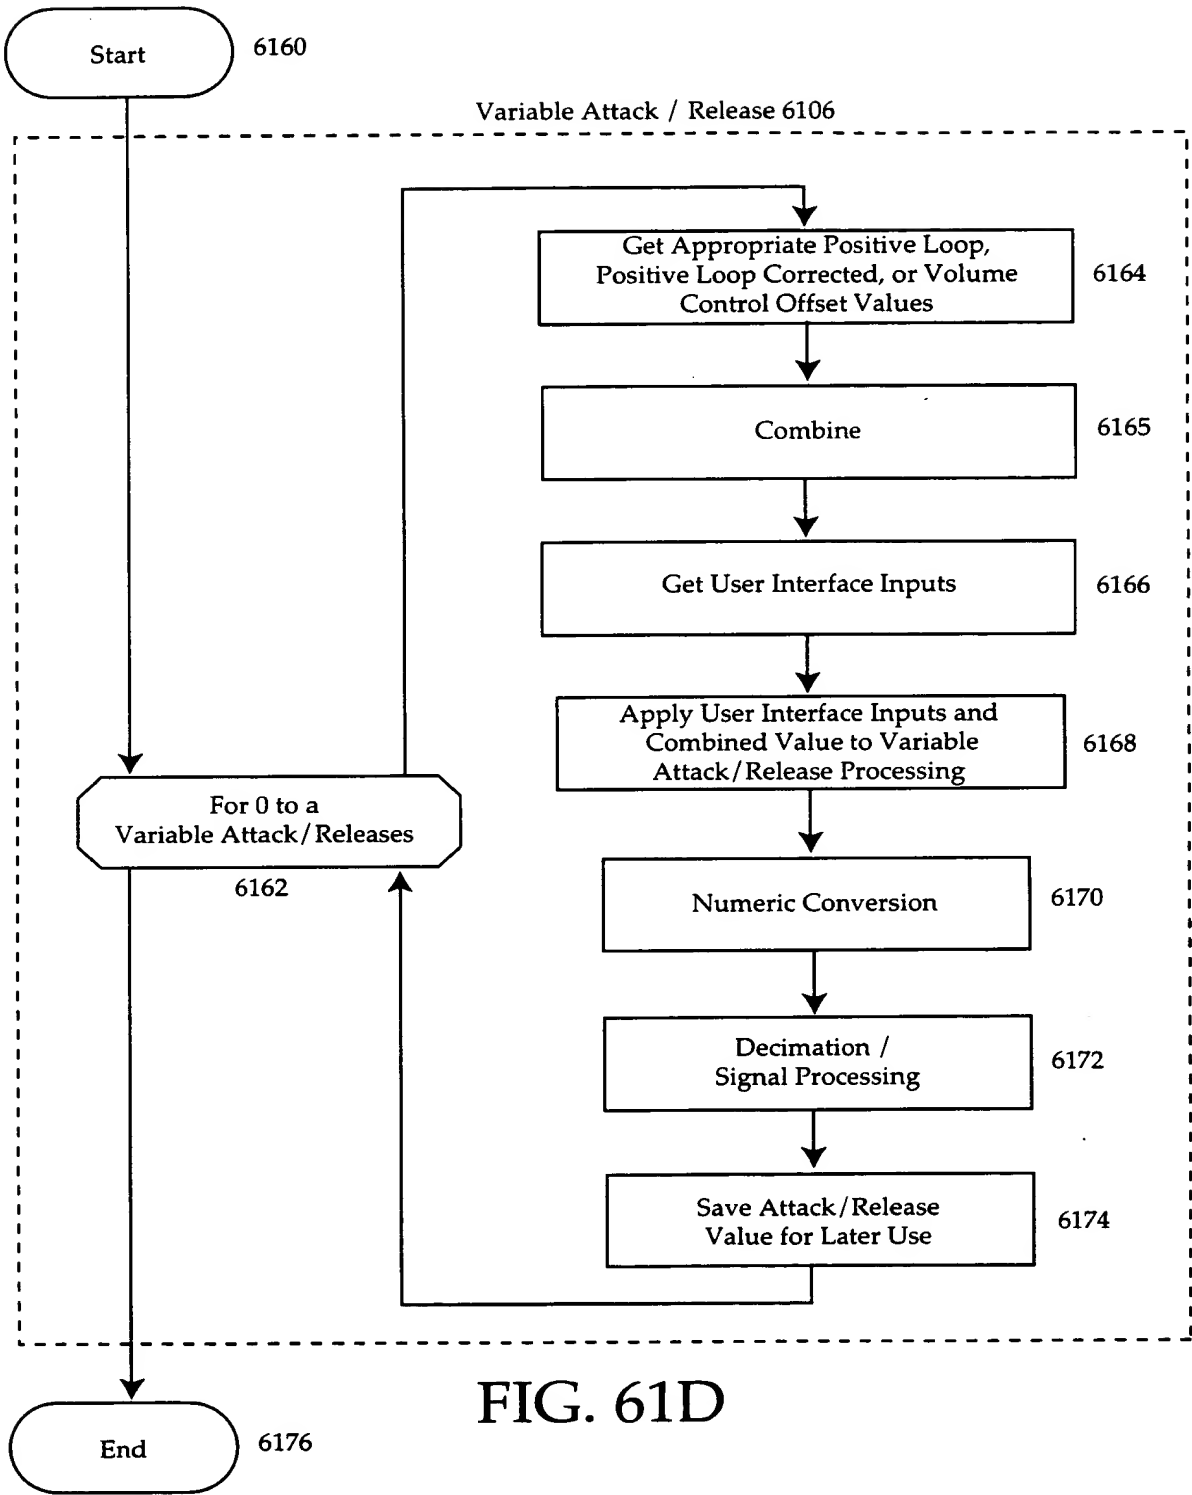 Start
6160
Variable Attack / Release 6106
Get Appropriate Positive Loop,
Positive Loop Corrected, or Volume
Control Offset Values
6164
Combine
6165
Get User Interface Inputs
6166
Apply User Interface Inputs and
Combined Value to Variable
Attack/Release Processing
6168
For 0 to a
Variable Attack/Releases
6162
Numeric Conversion
6170
Decimation /
Signal Processing
6172
Save Attack/Release
Value for Later Use
6174
FIG. 61D
End
6176